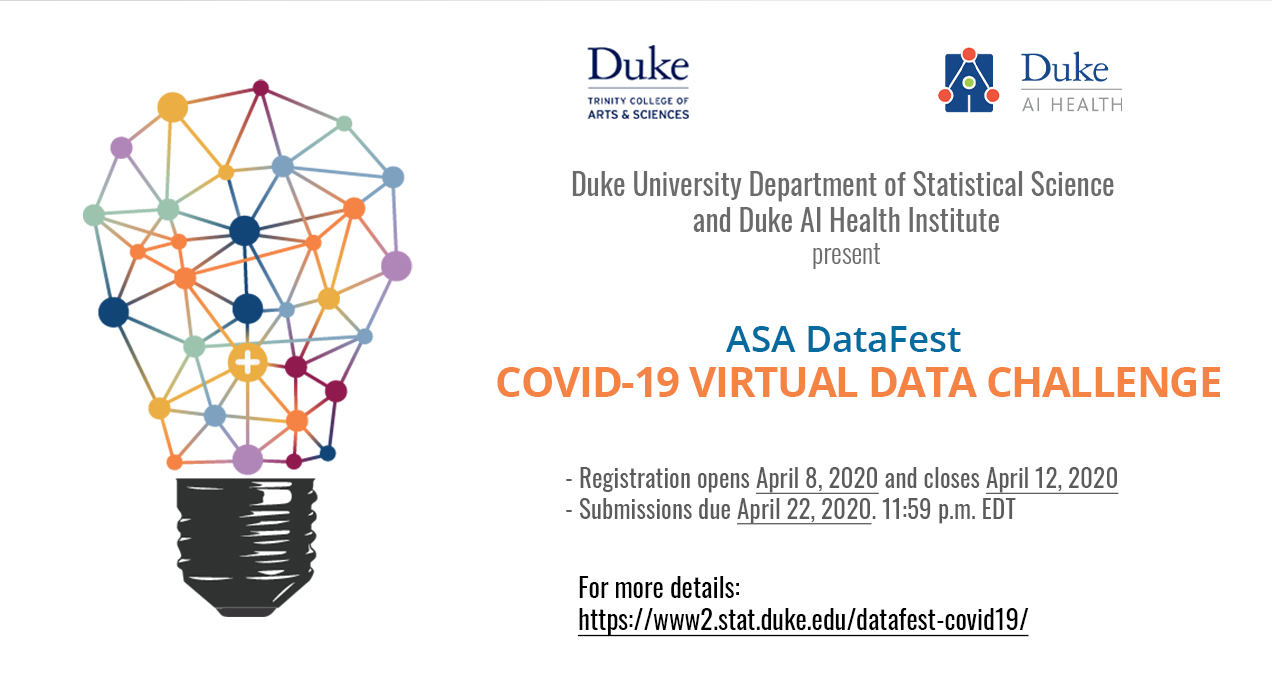 Duke
TRINITY COLLEGE OF
ARTS & SCIENCES
Duke
AI HEALTH
Duke University Department of Statistical Science
and Duke AI Health Institute
present
ASA DataFest
COVID-19 VIRTUAL DATA CHALLENGE
- Registration opens April 8, 2020 and closes April 12, 2020
- Submissions due April 22, 2020. 11:59 p.m. EDT
For more details:
https://www2.stat.duke.edu/datafest-covid19/